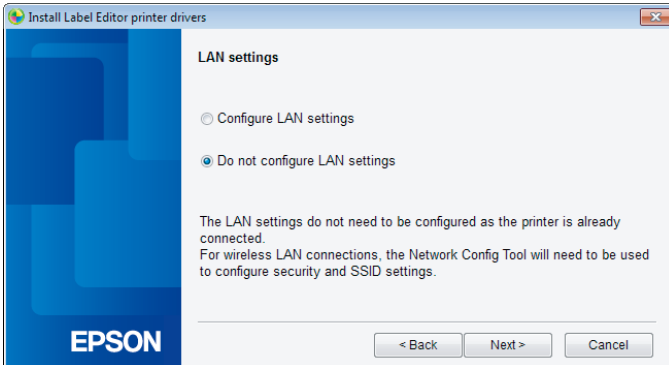 Install Label Editor printer drivers
LAN settings
Configure LAN settings
Do not configure LAN settings
The LAN settings do not need to be configured as the printer is already
connected.
For wireless LAN connections, the Network Config Tool will need to be used
to configure security and SSID settings.
EPSON
< Back
Next >
Cancel